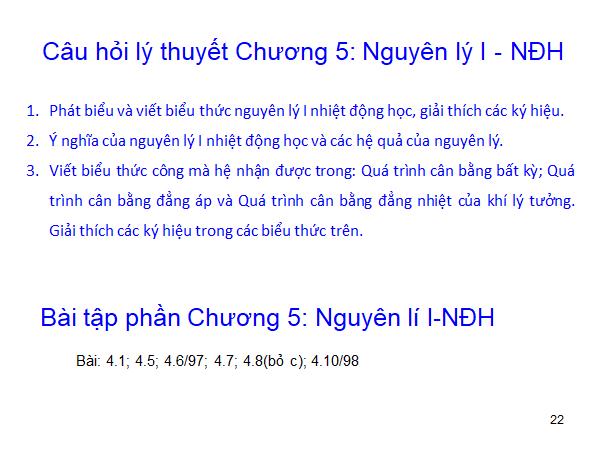 Câu hỏi lý thuyết Chương 5: Nguyên lý I - NĐH
1. Phát biểu và viết biểu thức nguyên lý I nhiệt động học, giải thích các ký hiệu.
2. Ý nghĩa của nguyên lý I nhiệt động học và các hệ quả của nguyên lý.
3. Viết biểu thức công mà hệ nhận được trong: Quá trình cân bằng bất kỳ; Quá
trình cân bằng đẳng áp và Quá trình cân bằng đẳng nhiệt của khí lý tưởng.
Giải thích các ký hiệu trong các biểu thức trên.
Bài tập phần Chương 5: Nguyên lí I-NĐH
Bài: 4.1; 4.5; 4.6/97; 4.7; 4.8(bỏ c); 4.10/98
22